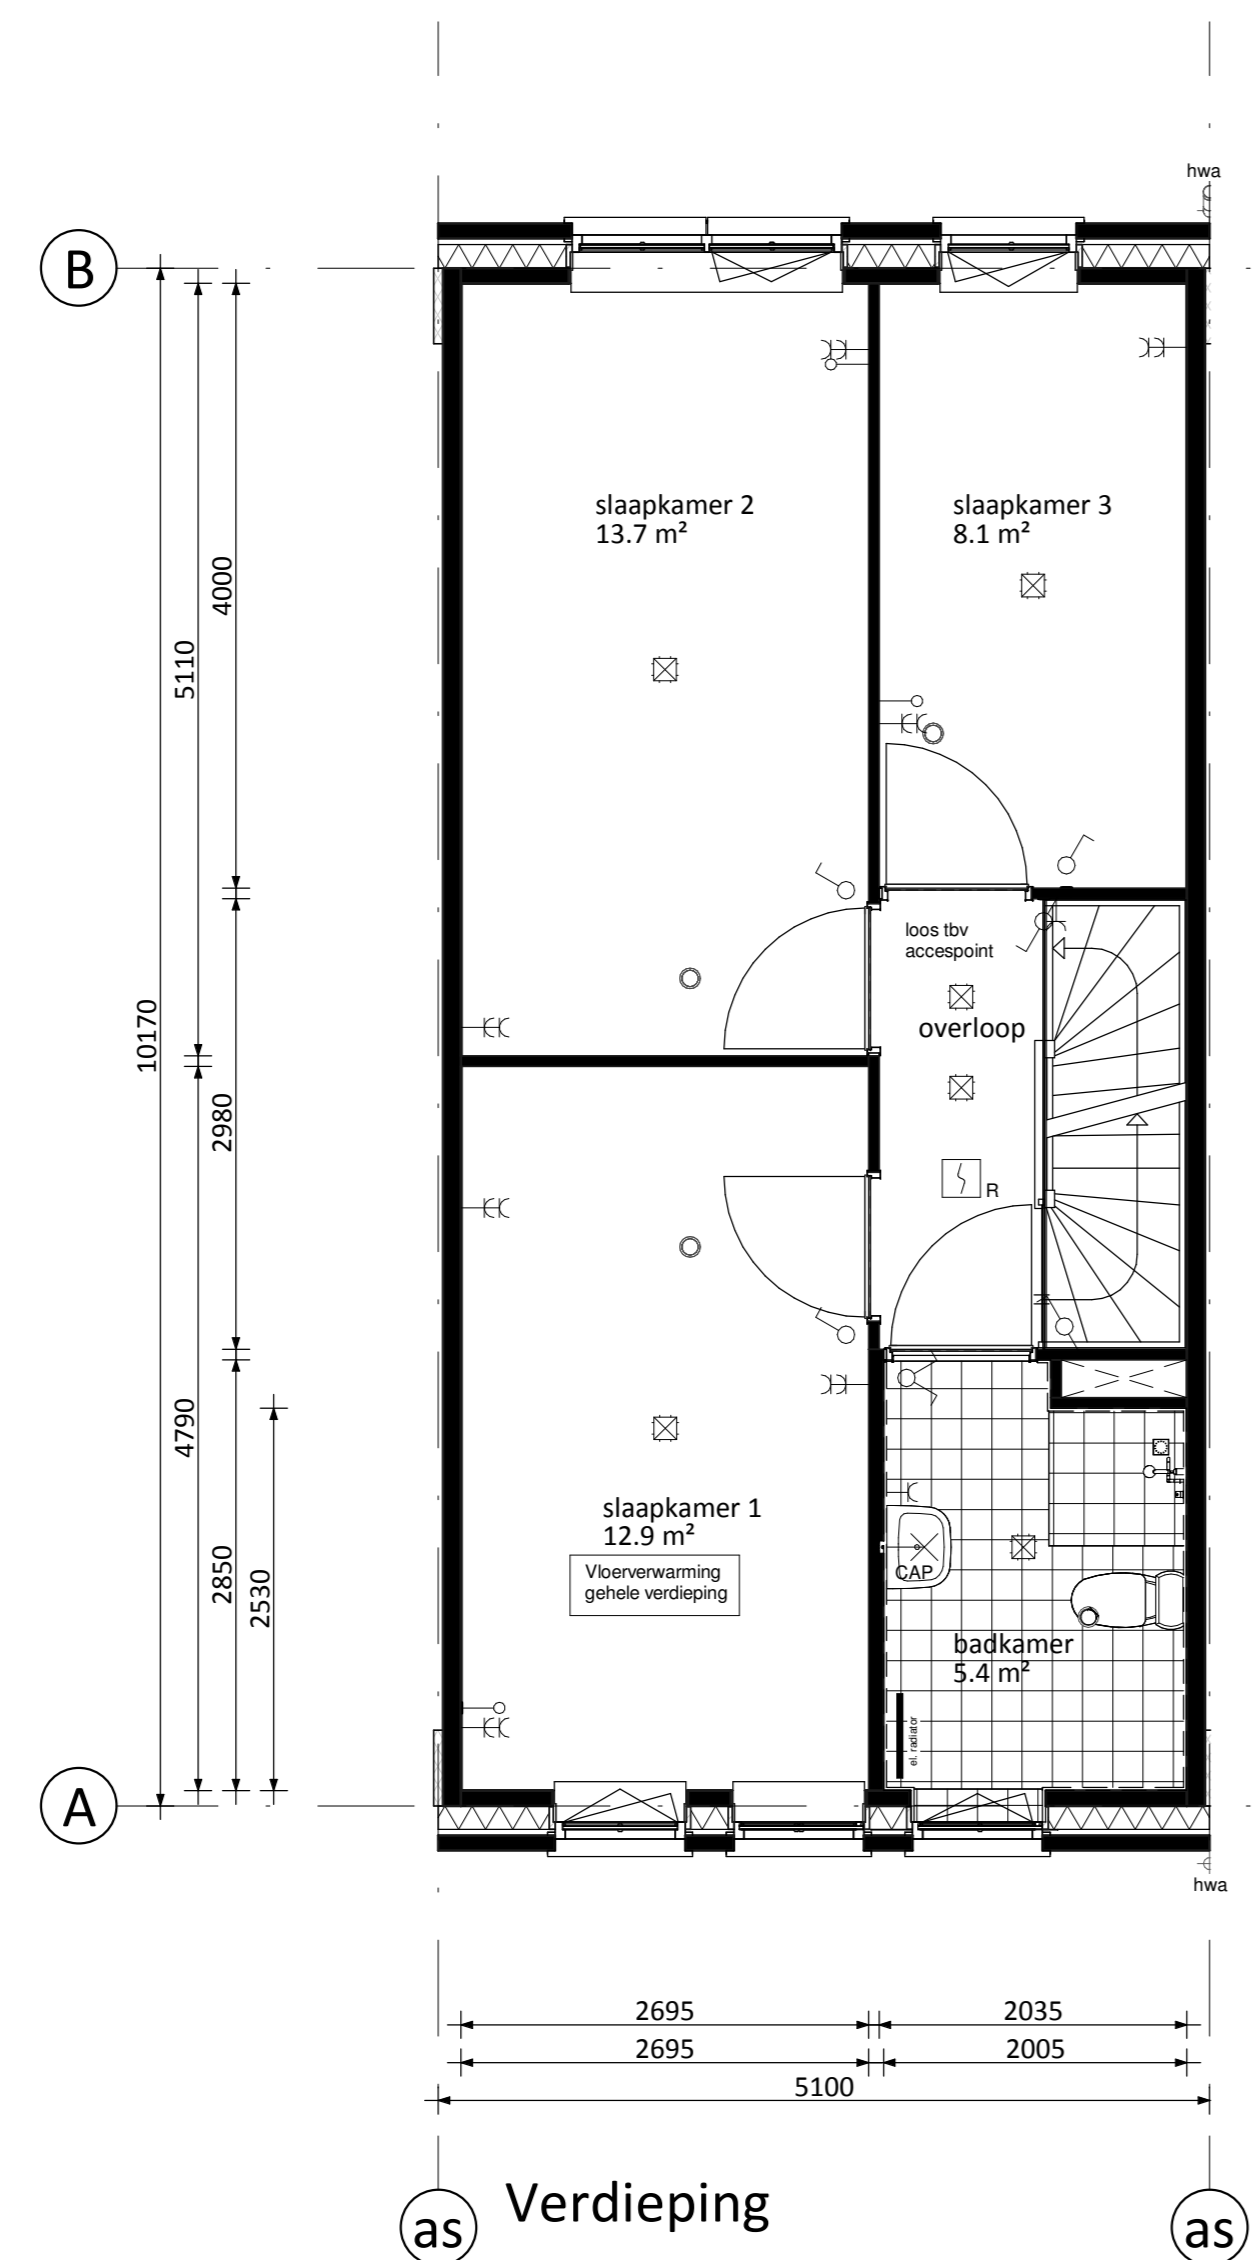 hwa
B
slaapkamer 2
13.7 m²
slaapkamer 3
8.1 m²
4000
5110
loos tbv
accespoint
overloop
10170
2980
R
4790
slaapkamer 1
12.9 m²
Vloerverwarming
gehele verdieping
2850
2530
CAP
badkamer
5.4 m²
el. radiator
A
hwa
2695
2035
2695
2005
5100
Verdieping
as
as